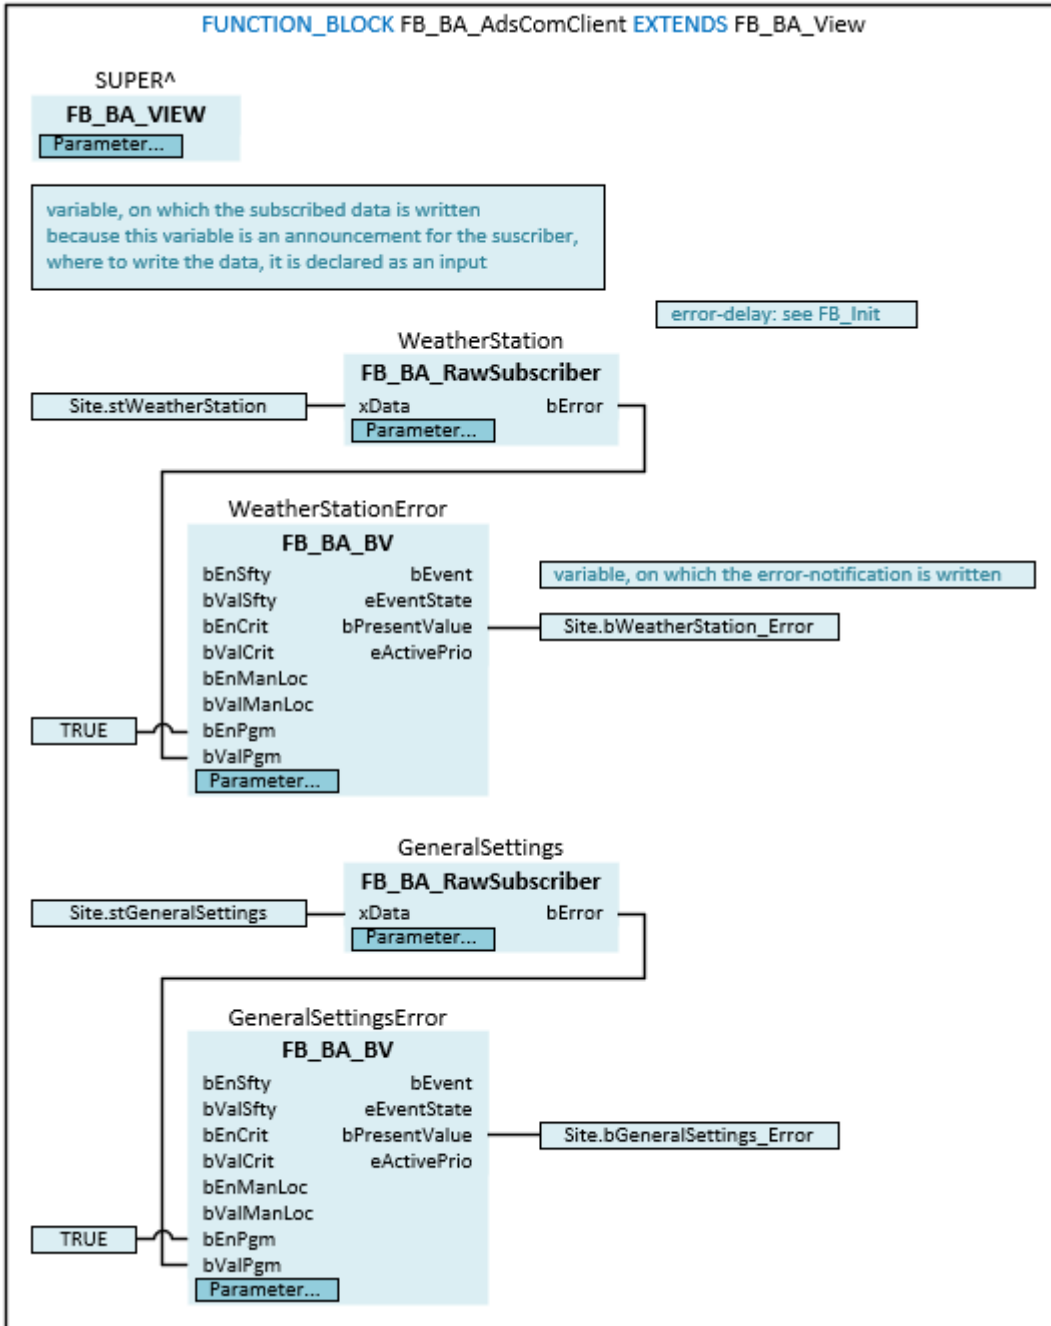 FUNCTION_BLOCK FB_BA_AdsComClient EXTENDS FB_BA_View
SUPER^
FB_BA_VIEW
Parameter...
variable, on which the subscribed data is written
because this variable is an announcement for the suscriber,
where to write the data, it is declared as an input
error-delay: see FB_Init
WeatherStation
FB_BA_RawSubscriber
Site.stWeatherStation xData bError
Parameter...
WeatherStationError
FB_BA_BV
bEnSfty bEvent variable, on which the error-notification is written
bValSfty eEventState
bEnCrit bPresentValue Site.bWeatherStation_Error
bValCrit eActivePrio
bEnManLoc
bValManLoc
TRUE bEnPgm
bValPgm
Parameter...
GeneralSettings
FB_BA_RawSubscriber
Site.stGeneralSettings xData bError
Parameter...
GeneralSettingsError
FB_BA_BV
bEnSfty bEvent
bValSfty eEventState
bEnCrit bPresentValue Site.bGeneralSettings_Error
bValCrit eActivePrio
bEnManLoc
bValManLoc
TRUE bEnPgm
bValPgm
Parameter...